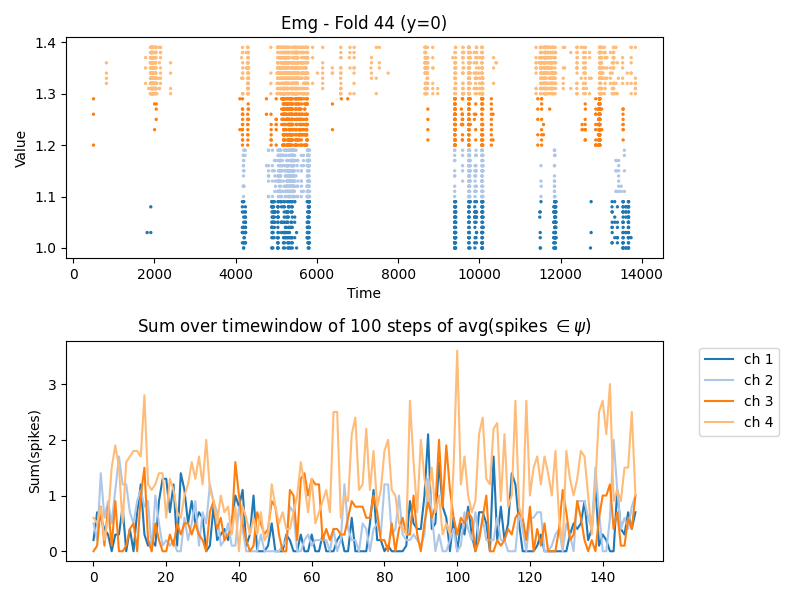 Emg - Fold 44 (y=0)
Value
1.4
1.3
1.2
1.1
1.0
0 2000 4000 6000 8000 10000 12000 14000
Time
Sum over timewindow of 100 steps of avg(spikes ∈ ψ)
Sum(spikes)
3
2
1
0
0 20 40 60 80 100 120 140
ch 1
ch 2
ch 3
ch 4